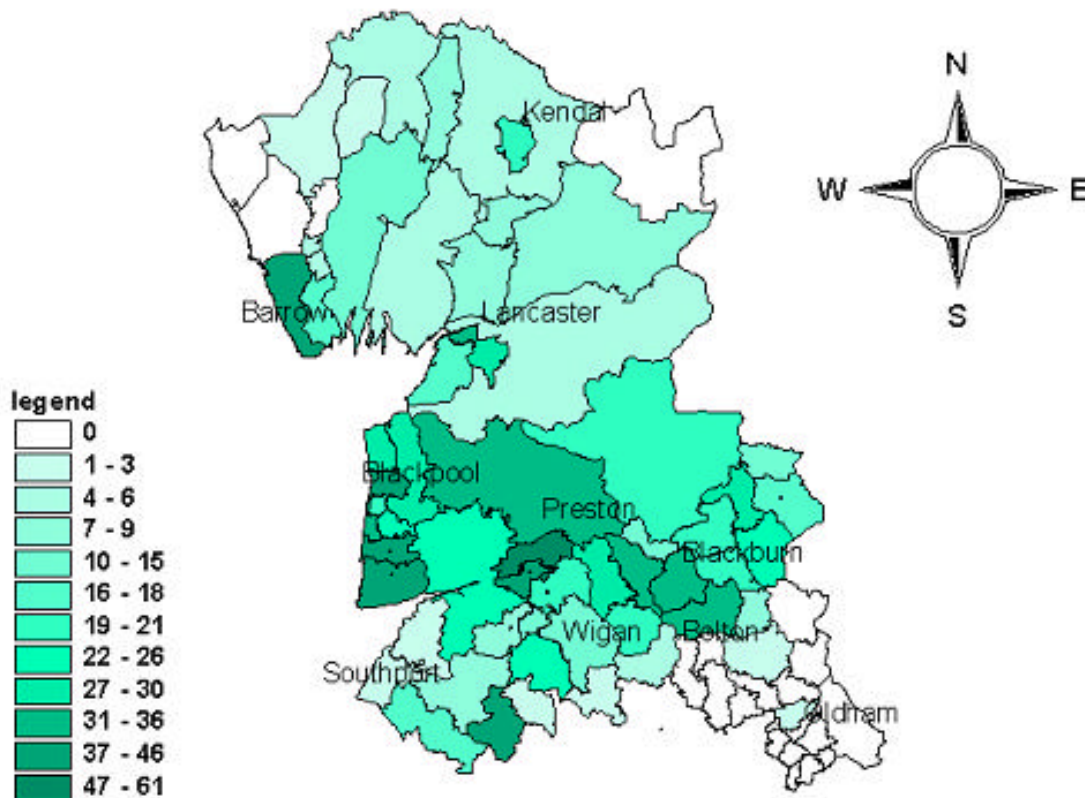 N
Kendal
W
E
S
Barrow
Lancaster
legend
0
1 - 3
4 - 6
7 - 9
10 - 15
16 - 18
19 - 21
22 - 26
27 - 30
31 - 36
37 - 46
47 - 61
Blackpool
Preston
Blackburn
Wigan
Bolton
Southport
Oldham